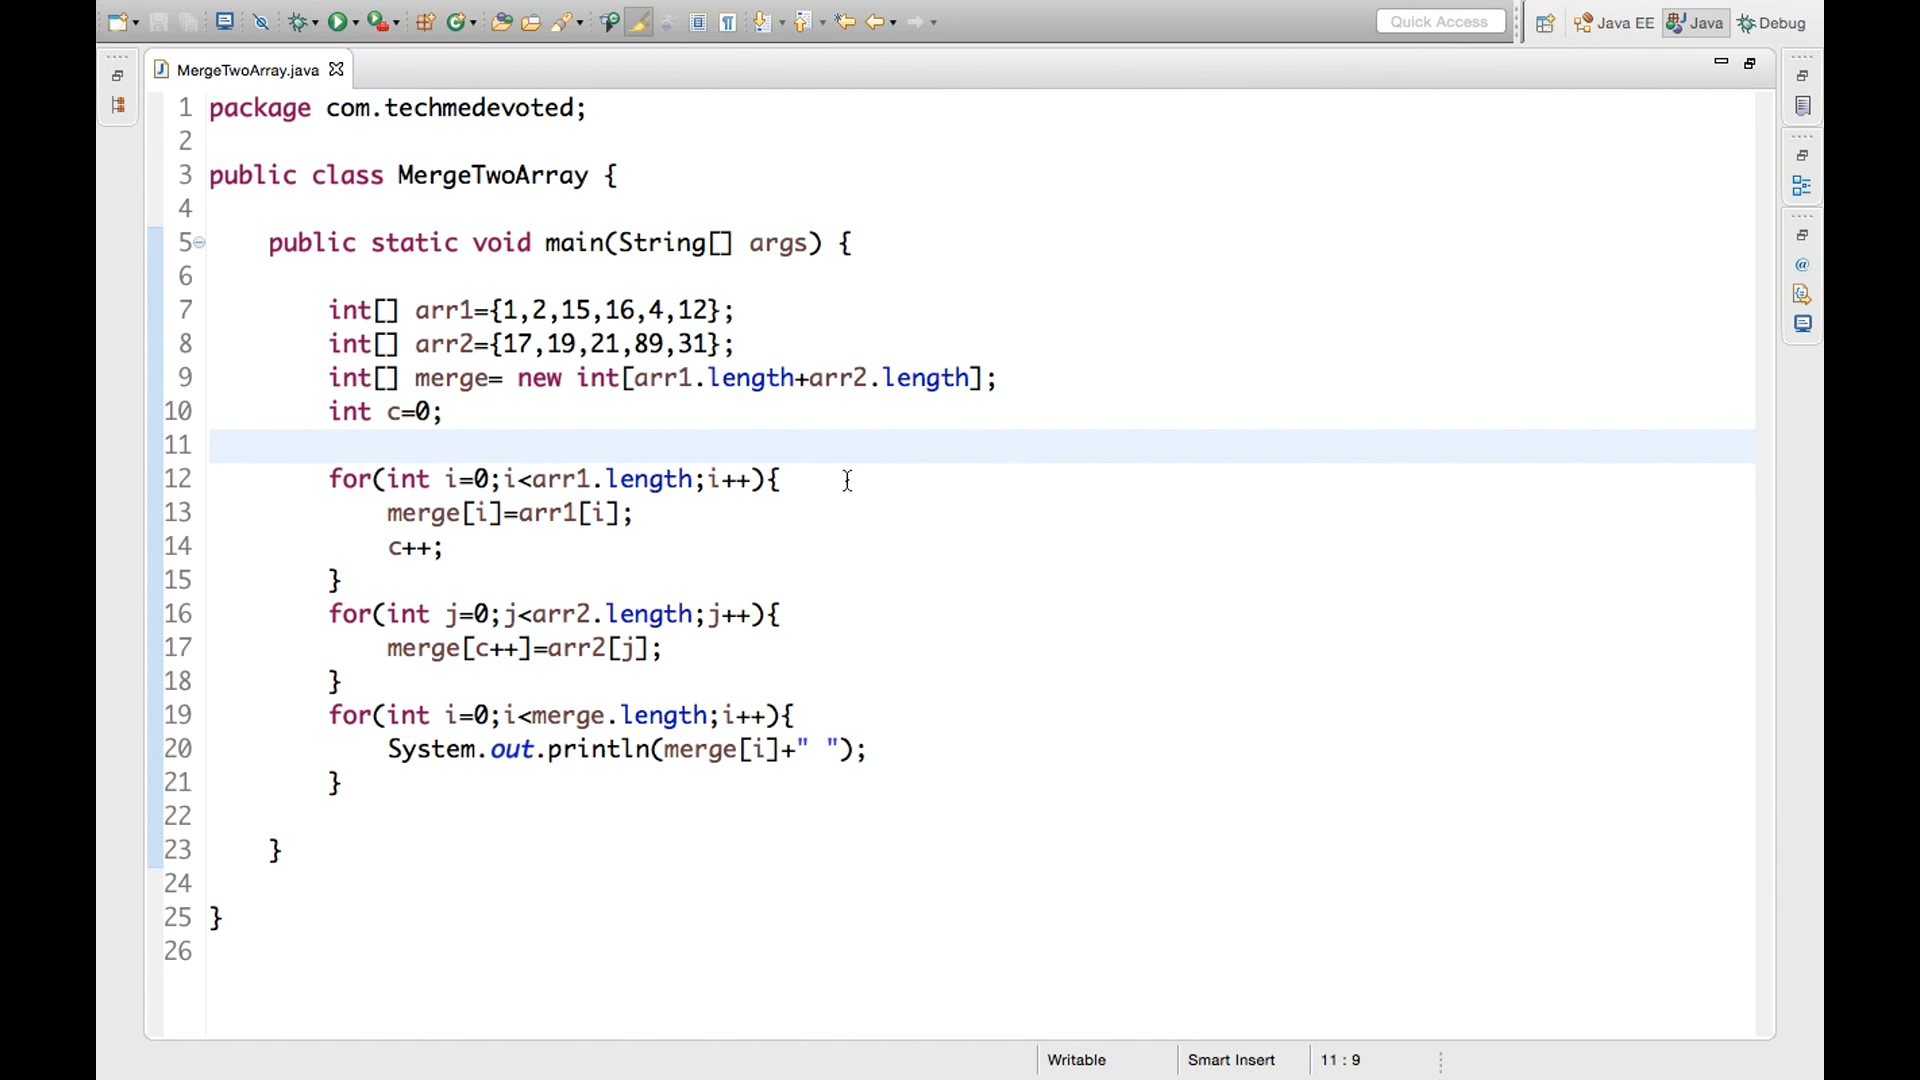 Quick Access
Java EE
Java
Debug
MergeTwoArray.java
1 package com.techmedevoted;
2
3 public class MergeTwoArray {
4
5 public static void main(String[] args) {
6
7 int[] arr1={1,2,15,16,4,12};
8 int[] arr2={17,19,21,89,31};
9 int[] merge= new int[arr1.length+arr2.length];
10 int c=0;
11
12 for(int i=0;i<arr1.length;i++){
13 merge[i]=arr1[i];
14 c++;
15 }
16 for(int j=0;j<arr2.length;j++){
17 merge[c++]=arr2[j];
18 }
19 for(int i=0;i<merge.length;i++){
20 System.out.println(merge[i]+" ");
21 }
22
23 }
24
25 }
26
Writable
Smart Insert
11 : 9